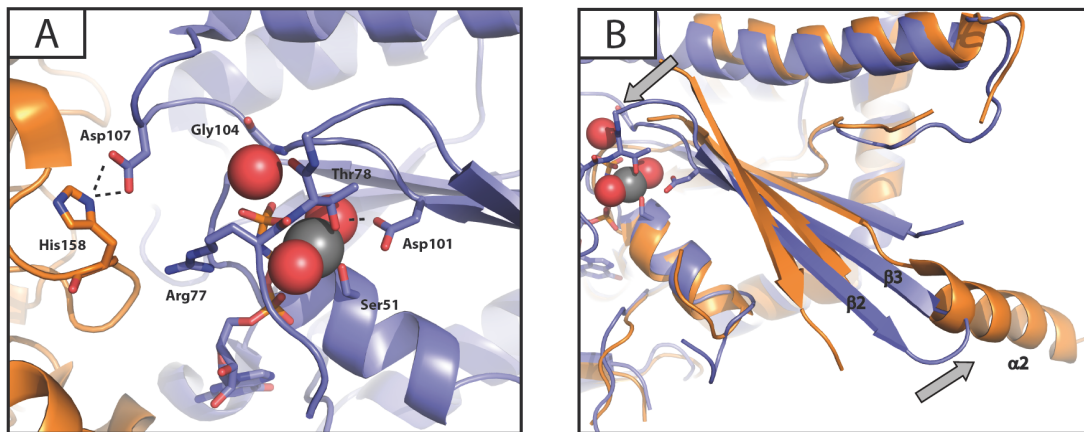 A
B
Asp107
Gly104
Thr78
Asp101
His158
Arg77
Ser51
β3
β2
α2